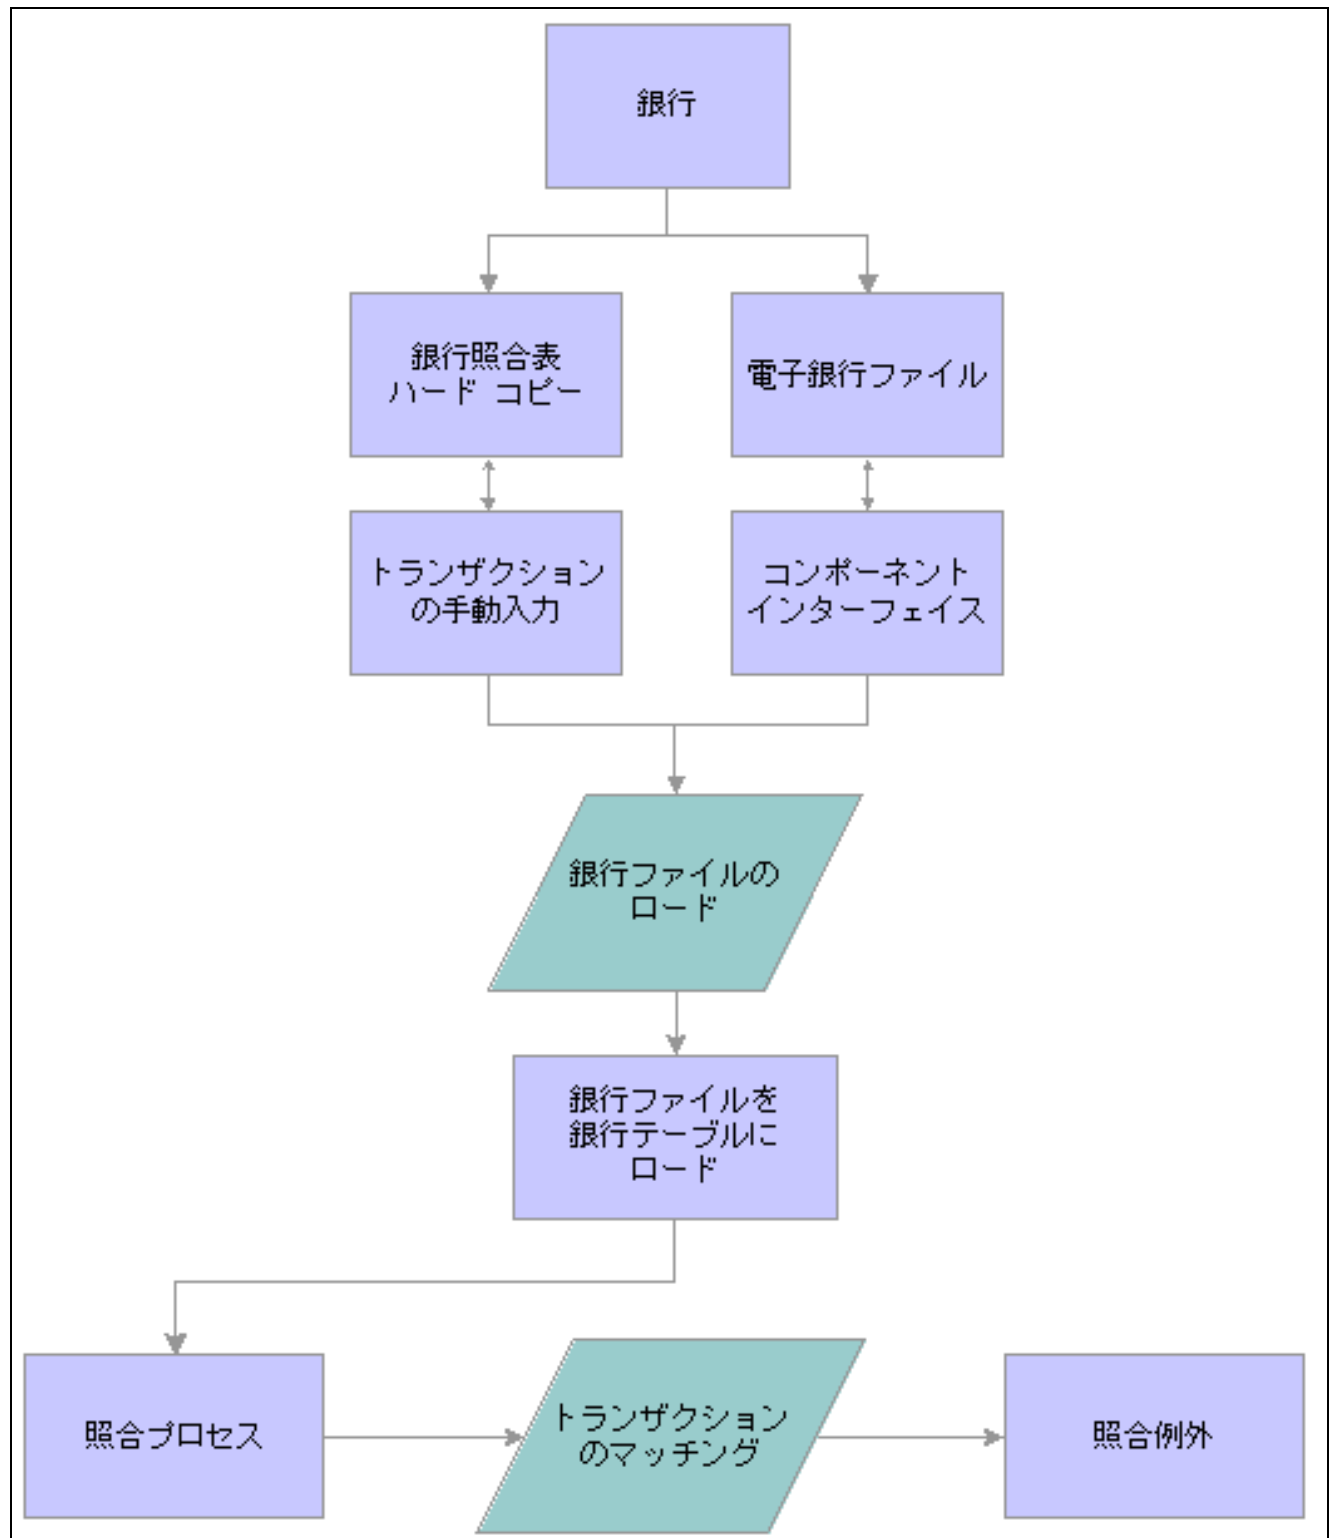 銀行
銀行照合表
ハード コピー
電子銀行ファイル
トランザクション
の手動入力
コンポーネント
インターフェイス
銀行ファイルの
ロード
銀行ファイルを
銀行テーブルに
ロード
照合プロセス
トランザクション
のマッチング
照合例外